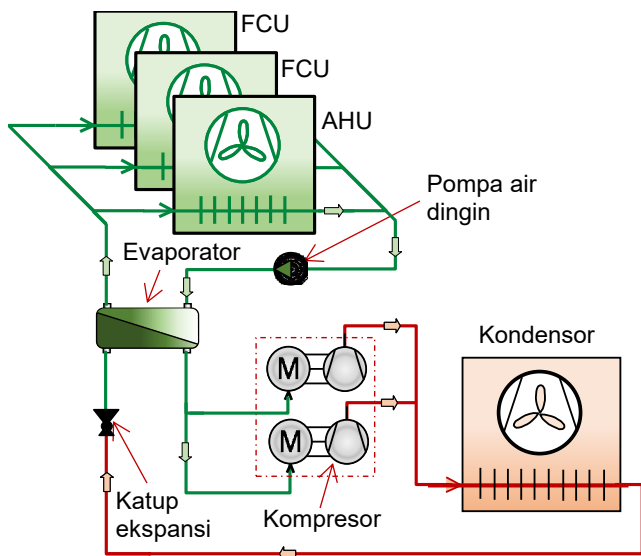 FCU
FCU
AHU
Pompa air
dingin
Evaporator
Kondensor
M
M
Katup
ekspansi
Kompresor